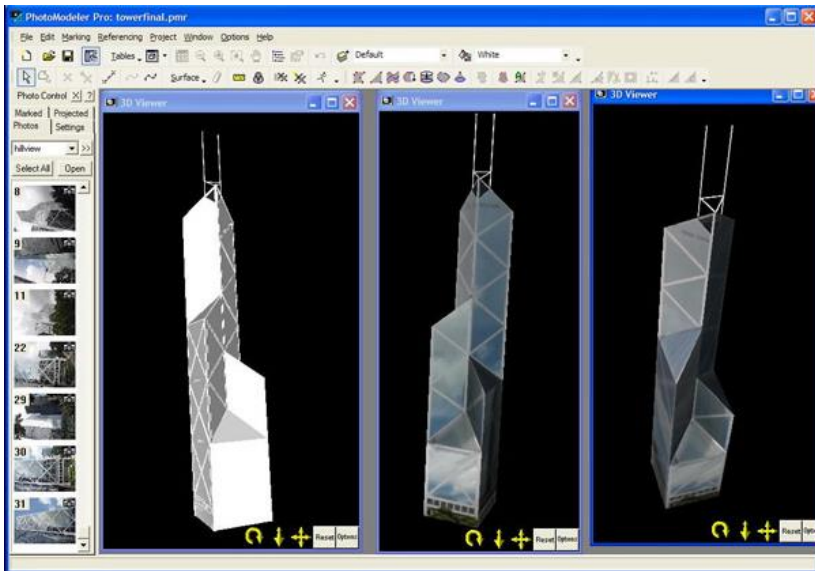 PhotoModeler Pro: towerfinal.pmr
File Edit Marking Referencing Project Window Options Help
Tables Default White
Surface
Photo Control X ?
Marked Projected
Photos Settings
hillview >>
Select All Open
8
9
11
22
29
30
31
3D Viewer
Reset Options
3D Viewer
Reset Options
3D Viewer
Reset Options